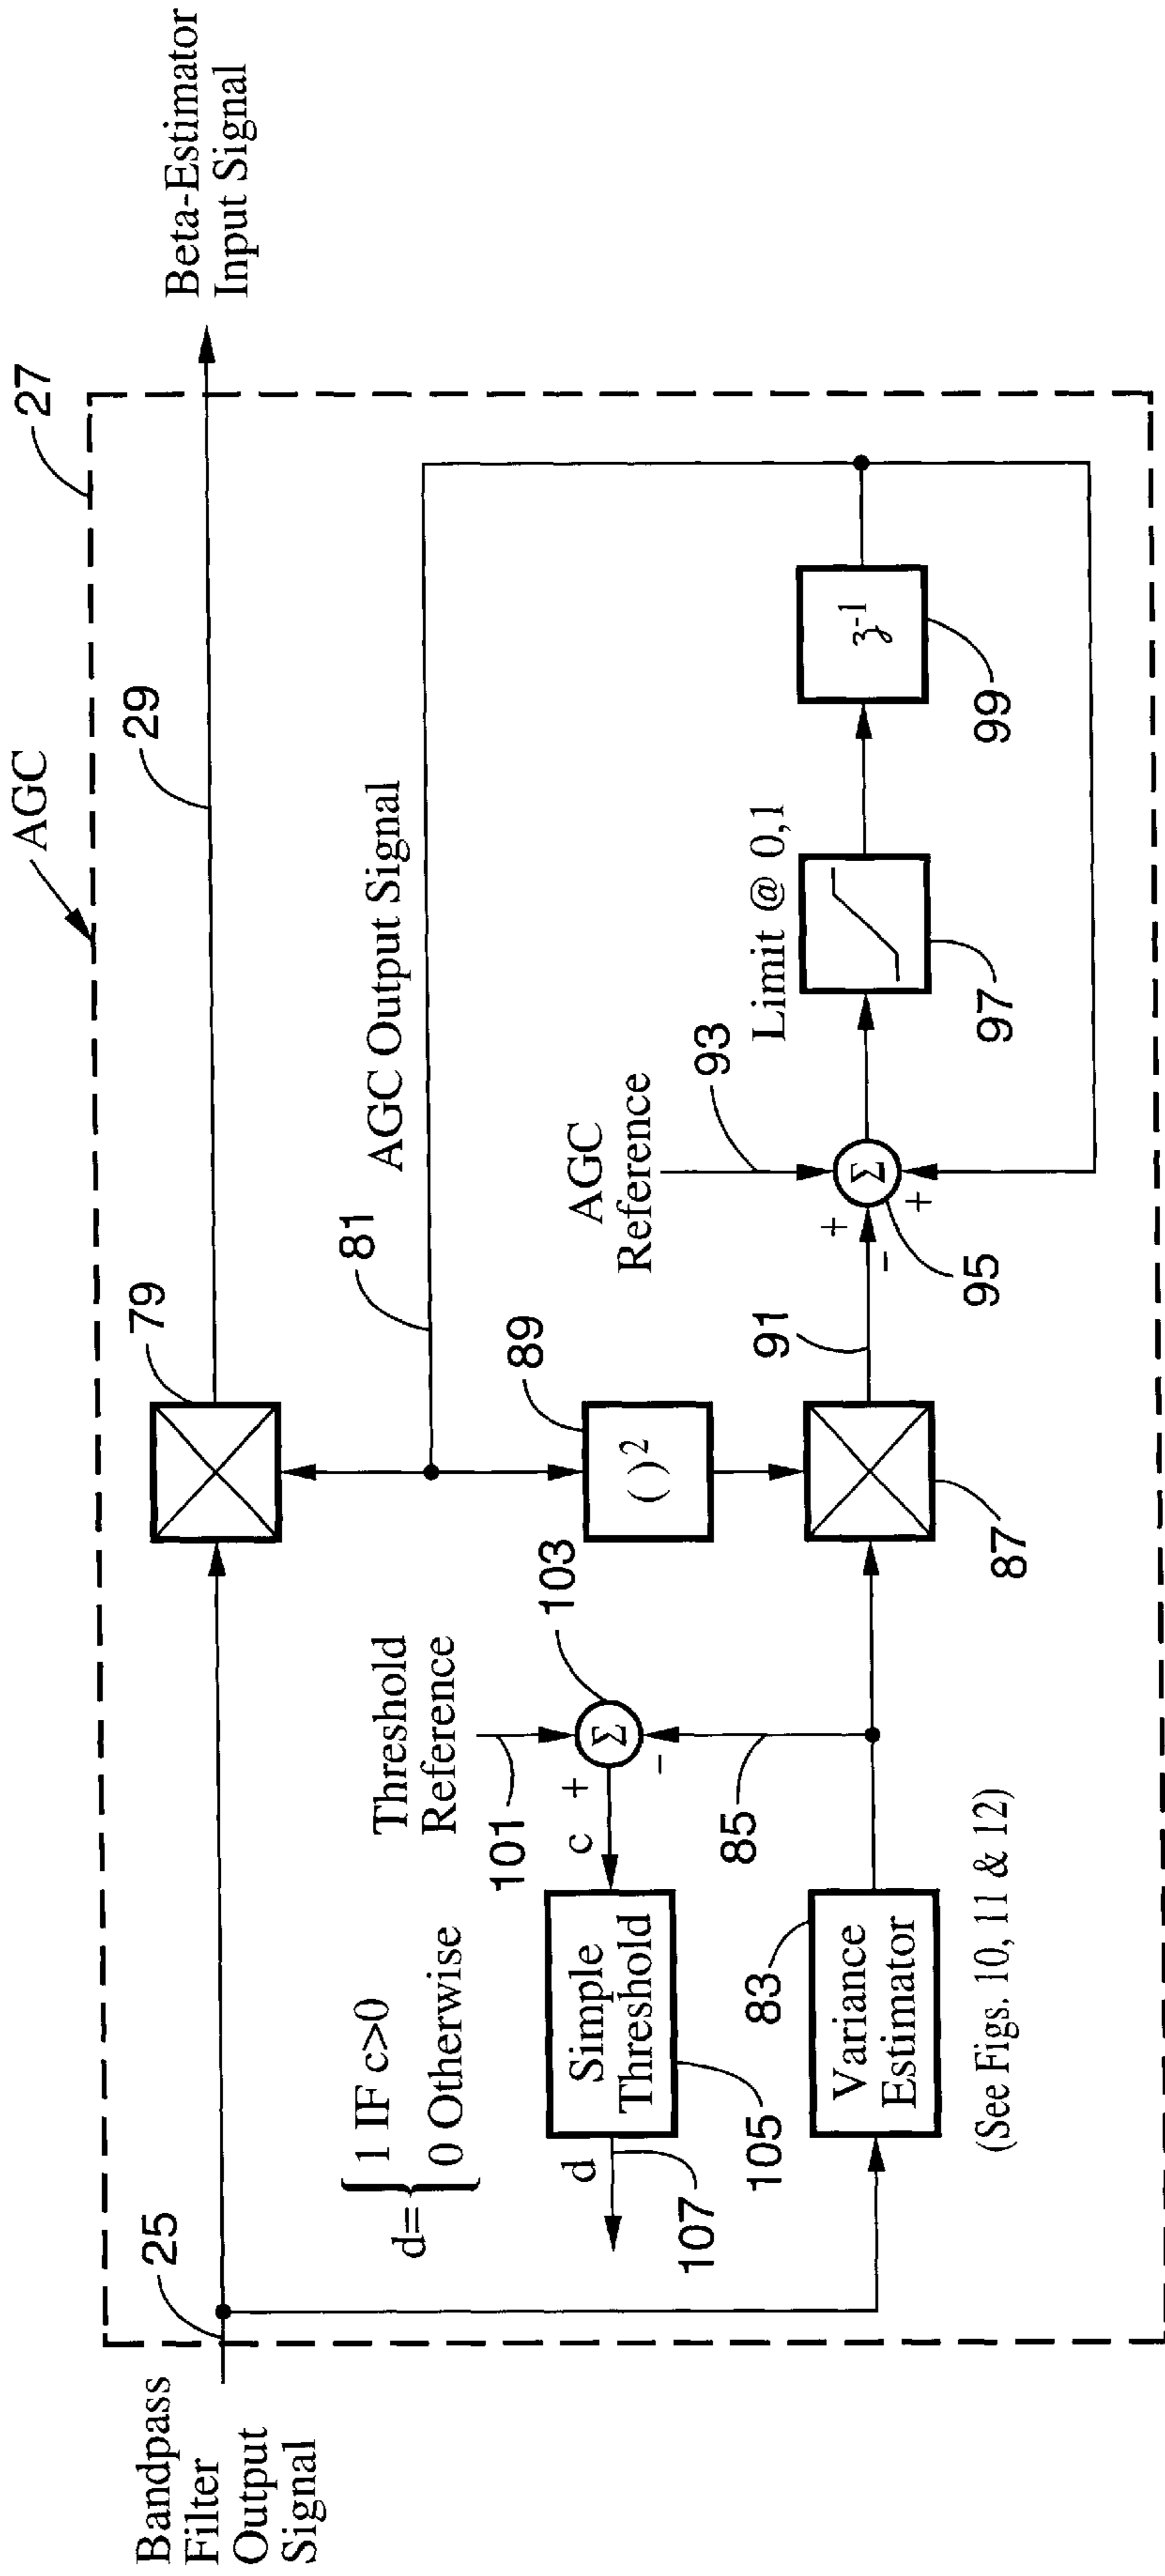 AGC
27
Bandpass
Filter
Output
Signal
25
79
29
Beta-Estimator
Input Signal
81
AGC Output Signal
d= { 1 IF c>0
0 Otherwise
Threshold
Reference
101
103
Σ
+
-
c
Simple
Threshold
d
107
105
85
89
( )2
83
Variance
Estimator
(See Figs. 10, 11 & 12)
87
91
AGC
Reference
93
Σ
+
-
+
95
Limit @ 0,1
97
z-1
99